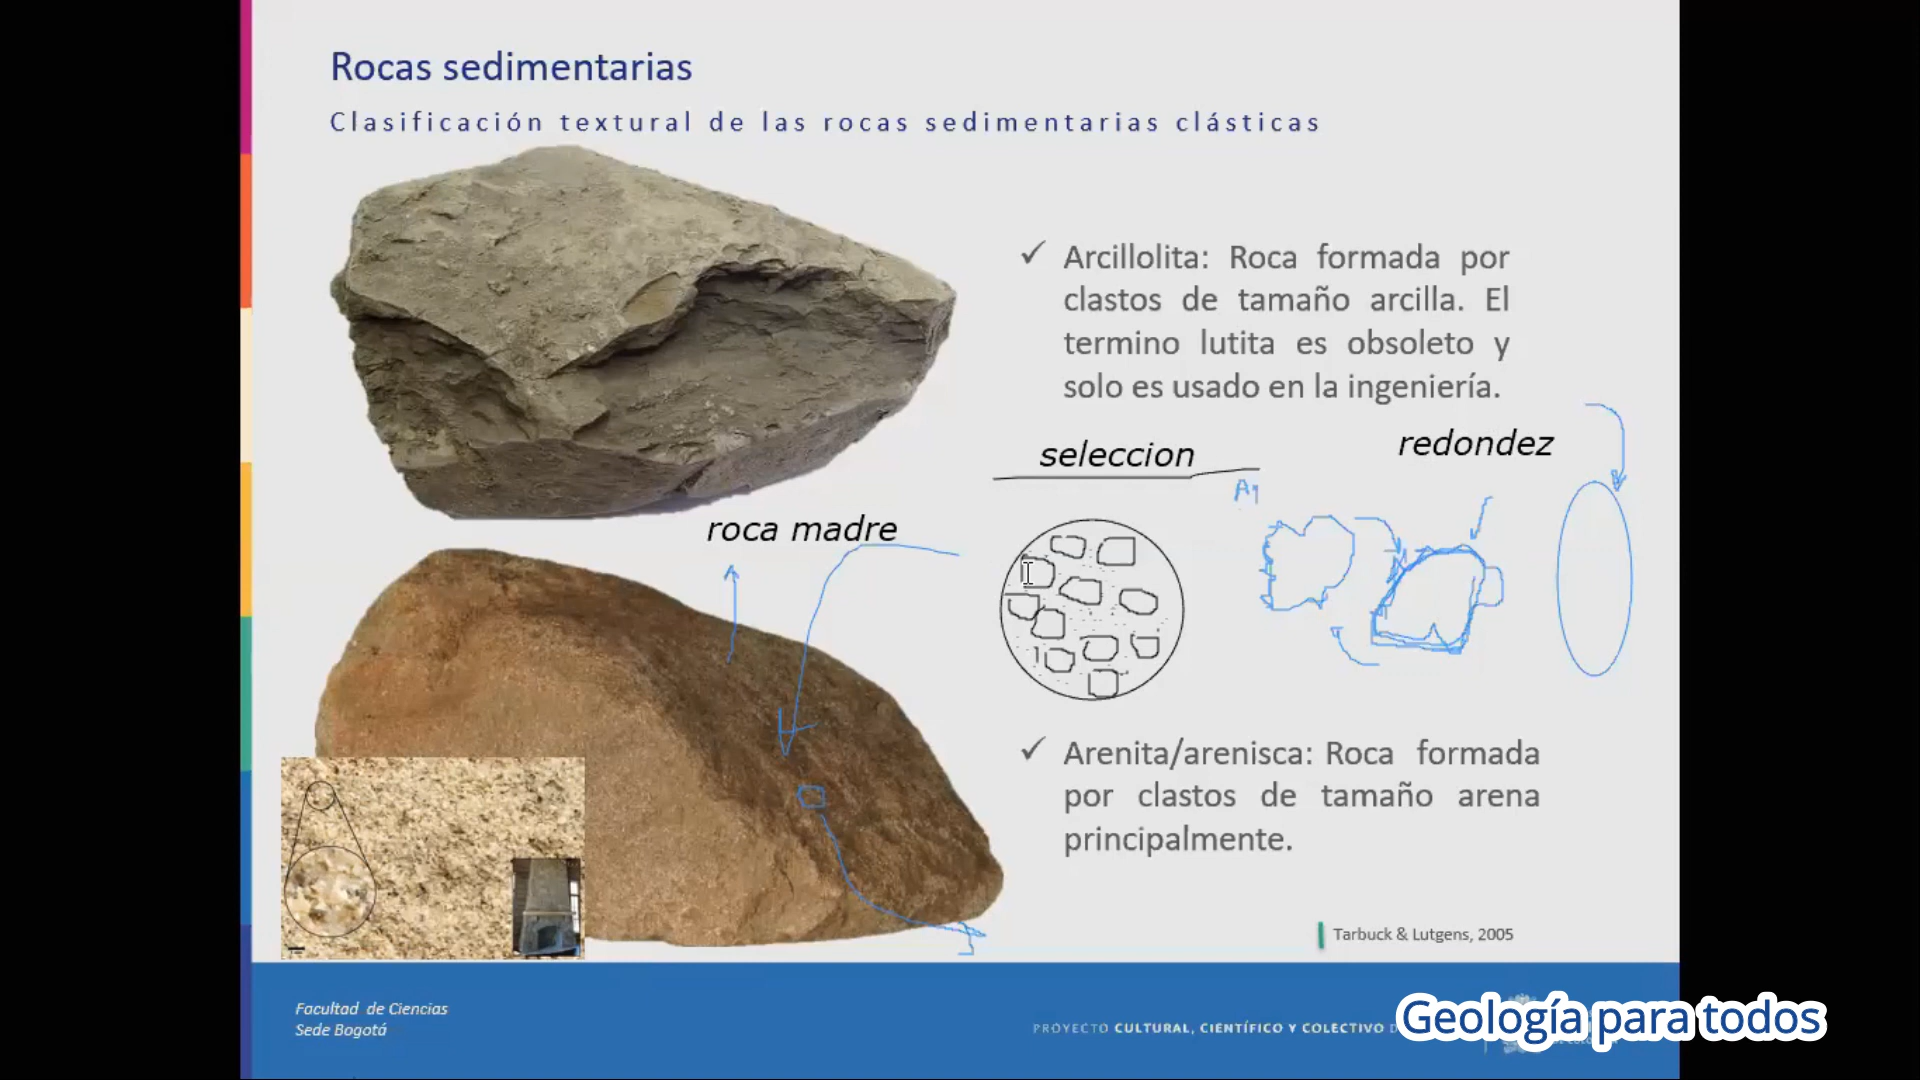 Rocas sedimentarias
Clasificación textural de las rocas sedimentarias clásticas
✓ Arcillolita: Roca formada por
clastos de tamaño arcilla. El
termino lutita es obsoleto y
solo es usado en la ingeniería.
seleccion
redondez
roca madre
✓ Arenita/arenisca: Roca formada
por clastos de tamaño arena
principalmente.
Tarbuck & Lutgens, 2005
Facultad de Ciencias
Sede Bogotá
PROYECTO CULTURAL, CIENTÍFICO Y COLECTIVO
Geología para todos